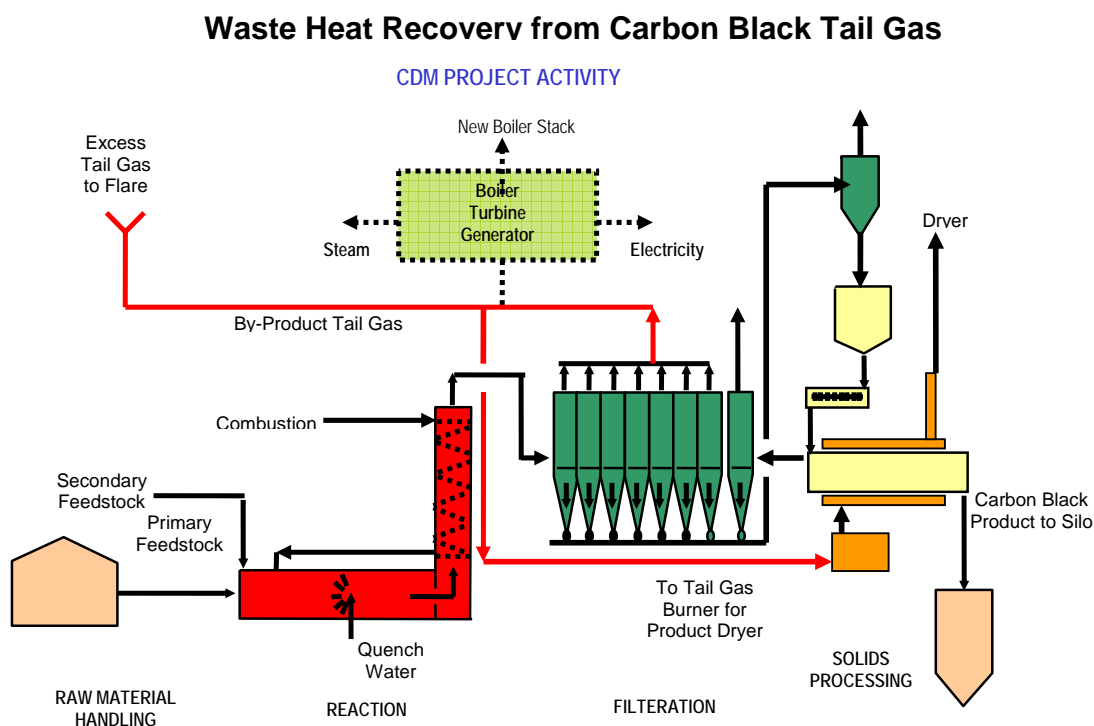 Waste Heat Recovery from Carbon Black Tail Gas
CDM PROJECT ACTIVITY
New Boiler Stack
Excess
Tail Gas
to Flare
Boiler
Turbine
Generator
Steam
Electricity
Dryer
By-Product Tail Gas
Combustion
Secondary
Feedstock
Primary
Feedstock
Carbon Black
Product to Silo
To Tail Gas
Burner for
Product Dryer
Quench
Water
SOLIDS
PROCESSING
RAW MATERIAL
HANDLING
REACTION
FILTERATION